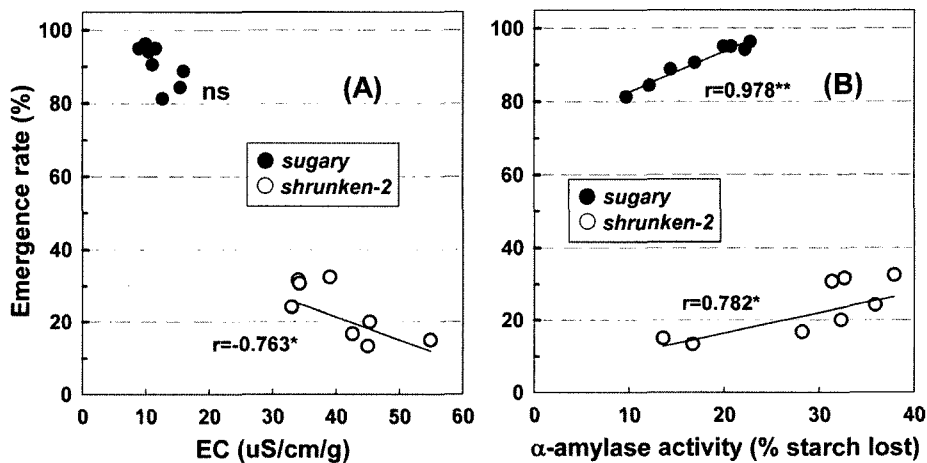 Emergence rate (%)
100
80
60
40
20
0
(A)
ns
sugary
shrunken-2
r=-0.763*
0 10 20 30 40 50 60
EC (uS/cm/g)
100
80
60
40
20
0
(B)
r=0.978**
sugary
shrunken-2
r=0.782*
0 10 20 30 40
α-amylase activity (% starch lost)